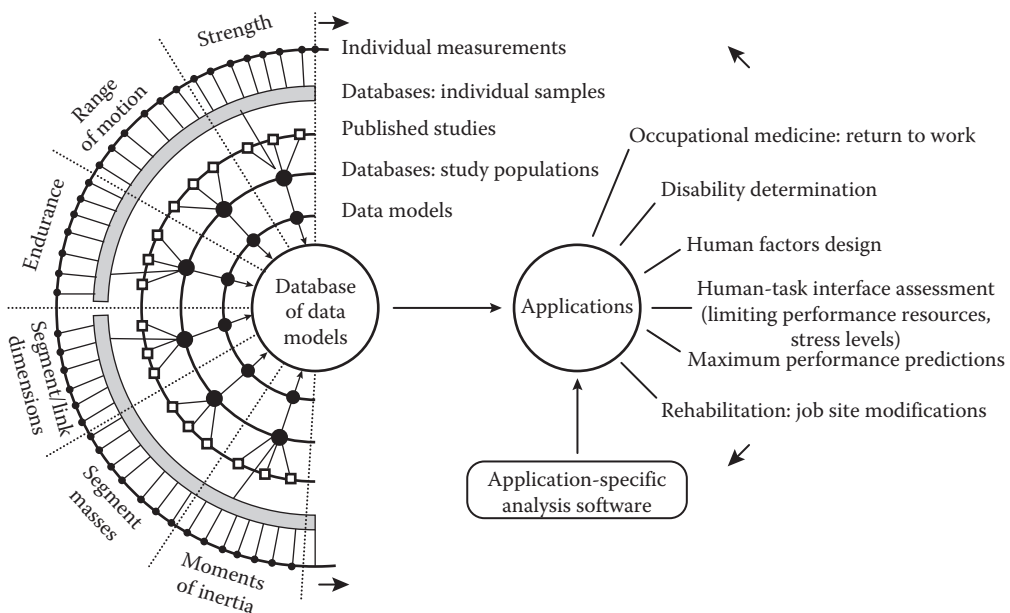 Strength
Range
of motion
Endurance
Segment/link
dimensions
Segment
masses
Moments
of inertia
Individual measurements
Databases: individual samples
Published studies
Databases: study populations
Data models
Database
of data
models
Applications
Application-specific
analysis software
Occupational medicine: return to work
Disability determination
Human factors design
Human-task interface assessment
(limiting performance resources,
stress levels)
Maximum performance predictions
Rehabilitation: job site modifications